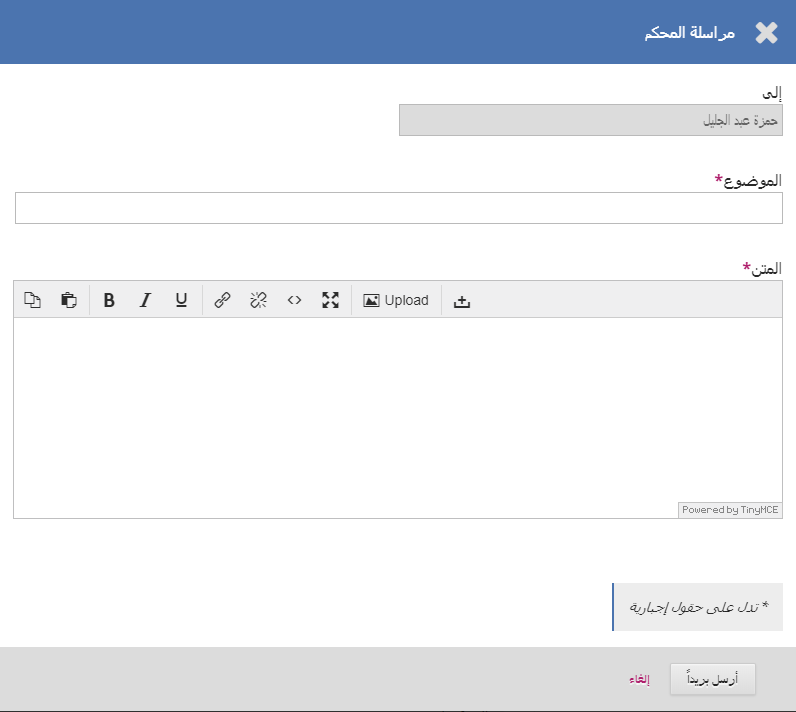 مراسلة المحكم
إلى
حمزة عبد الجليل
الموضوع*
المتن*
Upload
Powered by TinyMCE
* تدل على حقول إجبارية
أرسل بريداً
إلغاء